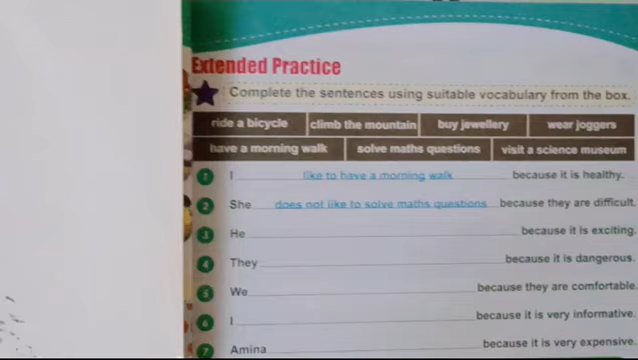 Extended Practice
Complete the sentences using suitable vocabulary from the box.
ride a bicycle climb the mountain buy jewellery wear joggers
have a morning walk solve maths questions visit a science museum
1 I like to have a morning walk because it is healthy.
2 She does not like to solve maths questions because they are difficult.
3 He because it is exciting.
4 They because it is dangerous.
5 We because they are comfortable.
6 I because it is very informative.
7 Amina because it is very expensive.